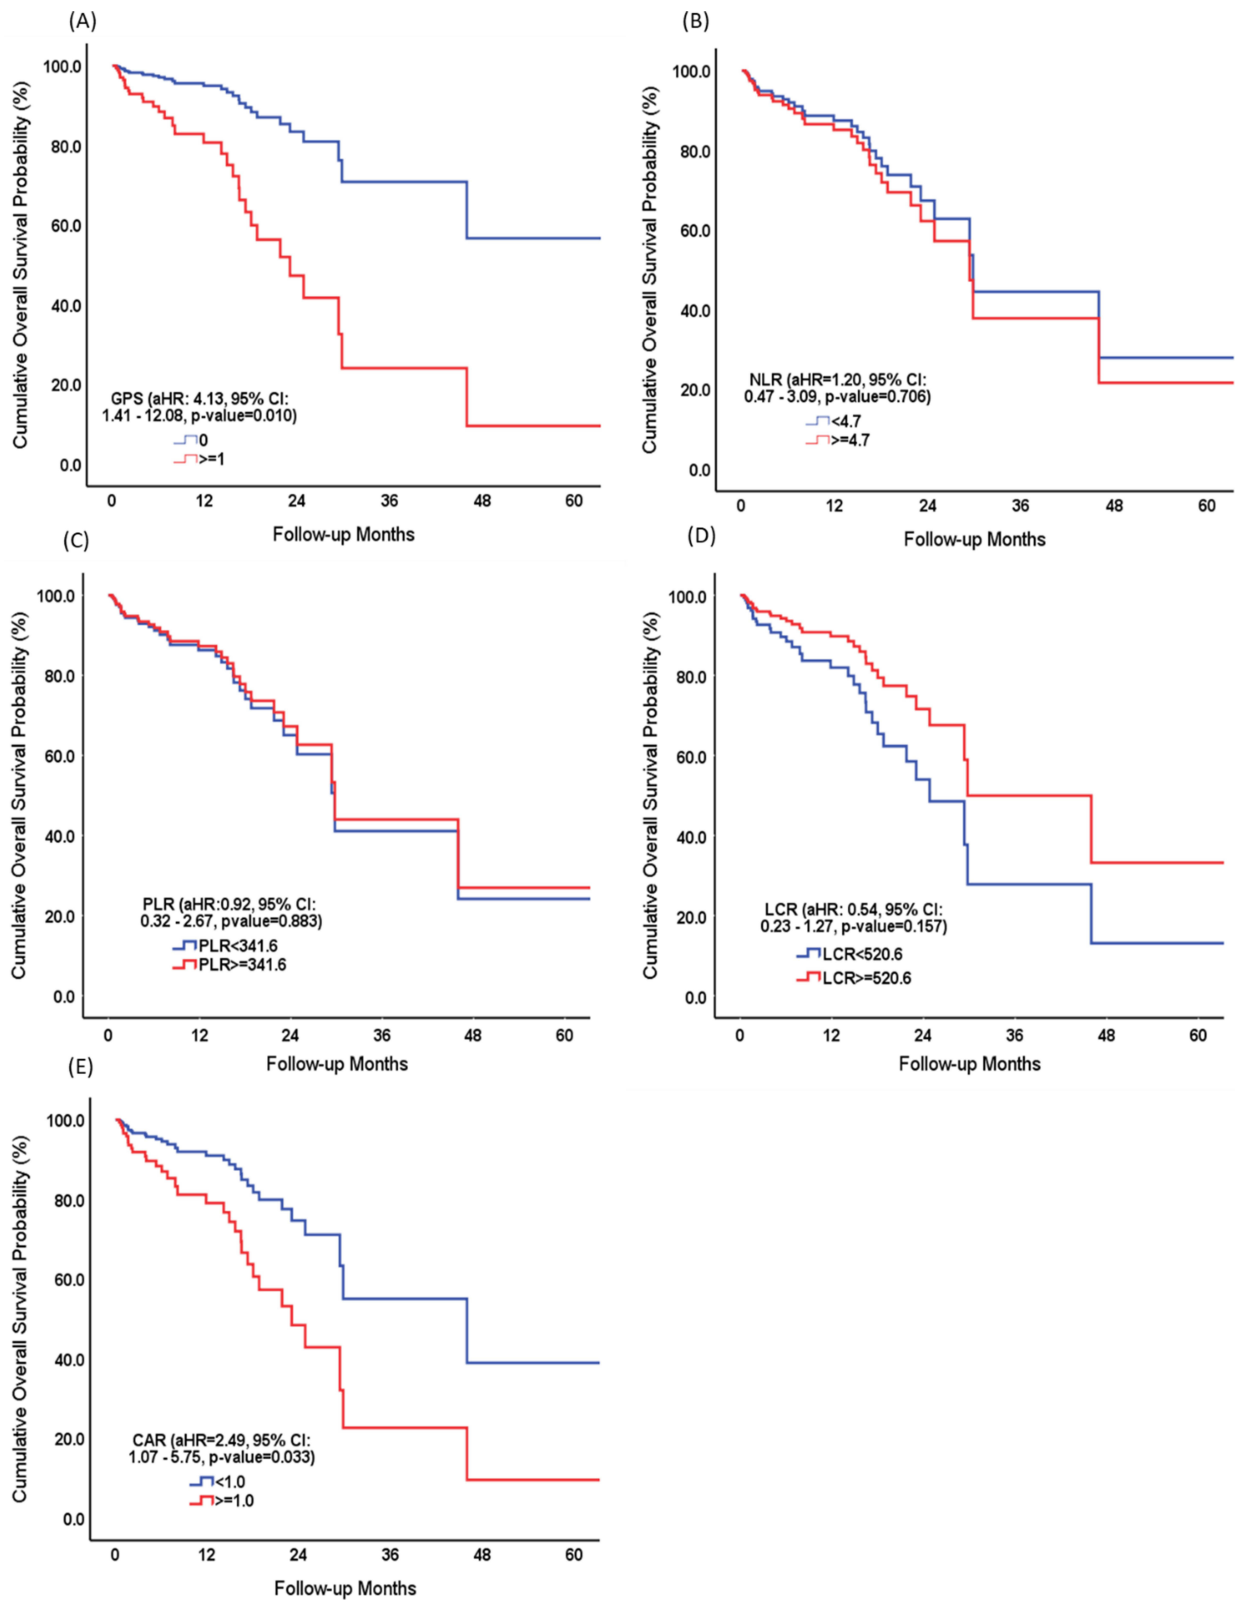 (A)
Cumulative Overall Survival Probability (%)
100.0
80.0
60.0
40.0
20.0
0.0
GPS (aHR: 4.13, 95% CI:
1.41 - 12.08, p-value=0.010)
0
>=1
0 12 24 36 48 60
Follow-up Months
(B)
Cumulative Overall Survival Probability (%)
100.0
80.0
60.0
40.0
20.0
0.0
NLR (aHR=1.20, 95% CI:
0.47 - 3.09, p-value=0.706)
<4.7
>=4.7
0 12 24 36 48 60
Follow-up Months
(C)
Cumulative Overall Survival Probability (%)
100.0
80.0
60.0
40.0
20.0
0.0
PLR (aHR:0.92, 95% CI:
0.32 - 2.67, pvalue=0.883)
PLR<341.6
PLR>=341.6
0 12 24 36 48 60
Follow-up Months
(D)
Cumulative Overall Survival Probability (%)
100.0
80.0
60.0
40.0
20.0
0.0
LCR (aHR: 0.54, 95% CI:
0.23 - 1.27, p-value=0.157)
LCR<520.6
LCR>=520.6
0 12 24 36 48 60
Follow-up Months
(E)
Cumulative Overall Survival Probability (%)
100.0
80.0
60.0
40.0
20.0
0.0
CAR (aHR=2.49, 95% CI:
1.07 - 5.75, p-value=0.033)
<1.0
>=1.0
0 12 24 36 48 60
Follow-up Months